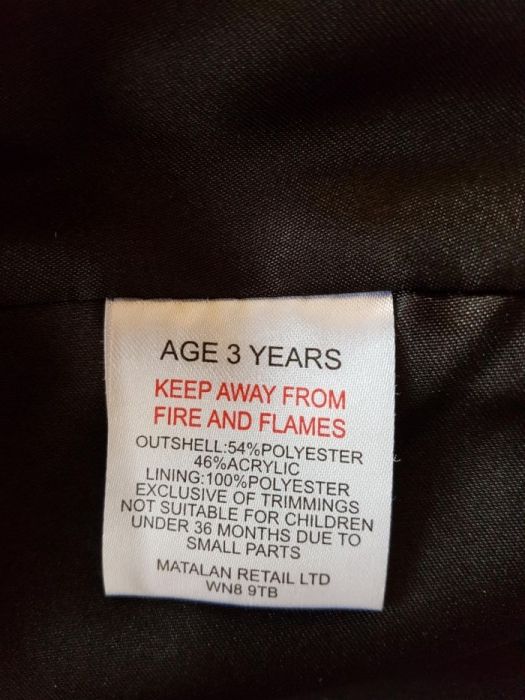 AGE 3 YEARS
KEEP AWAY FROM
FIRE AND FLAMES
OUTSHELL:54%POLYESTER
46%ACRYLIC
LINING:100%POLYESTER
EXCLUSIVE OF TRIMMINGS
NOT SUITABLE FOR CHILDREN
UNDER 36 MONTHS DUE TO
SMALL PARTS
MATALAN RETAIL LTD
WN8 9TB